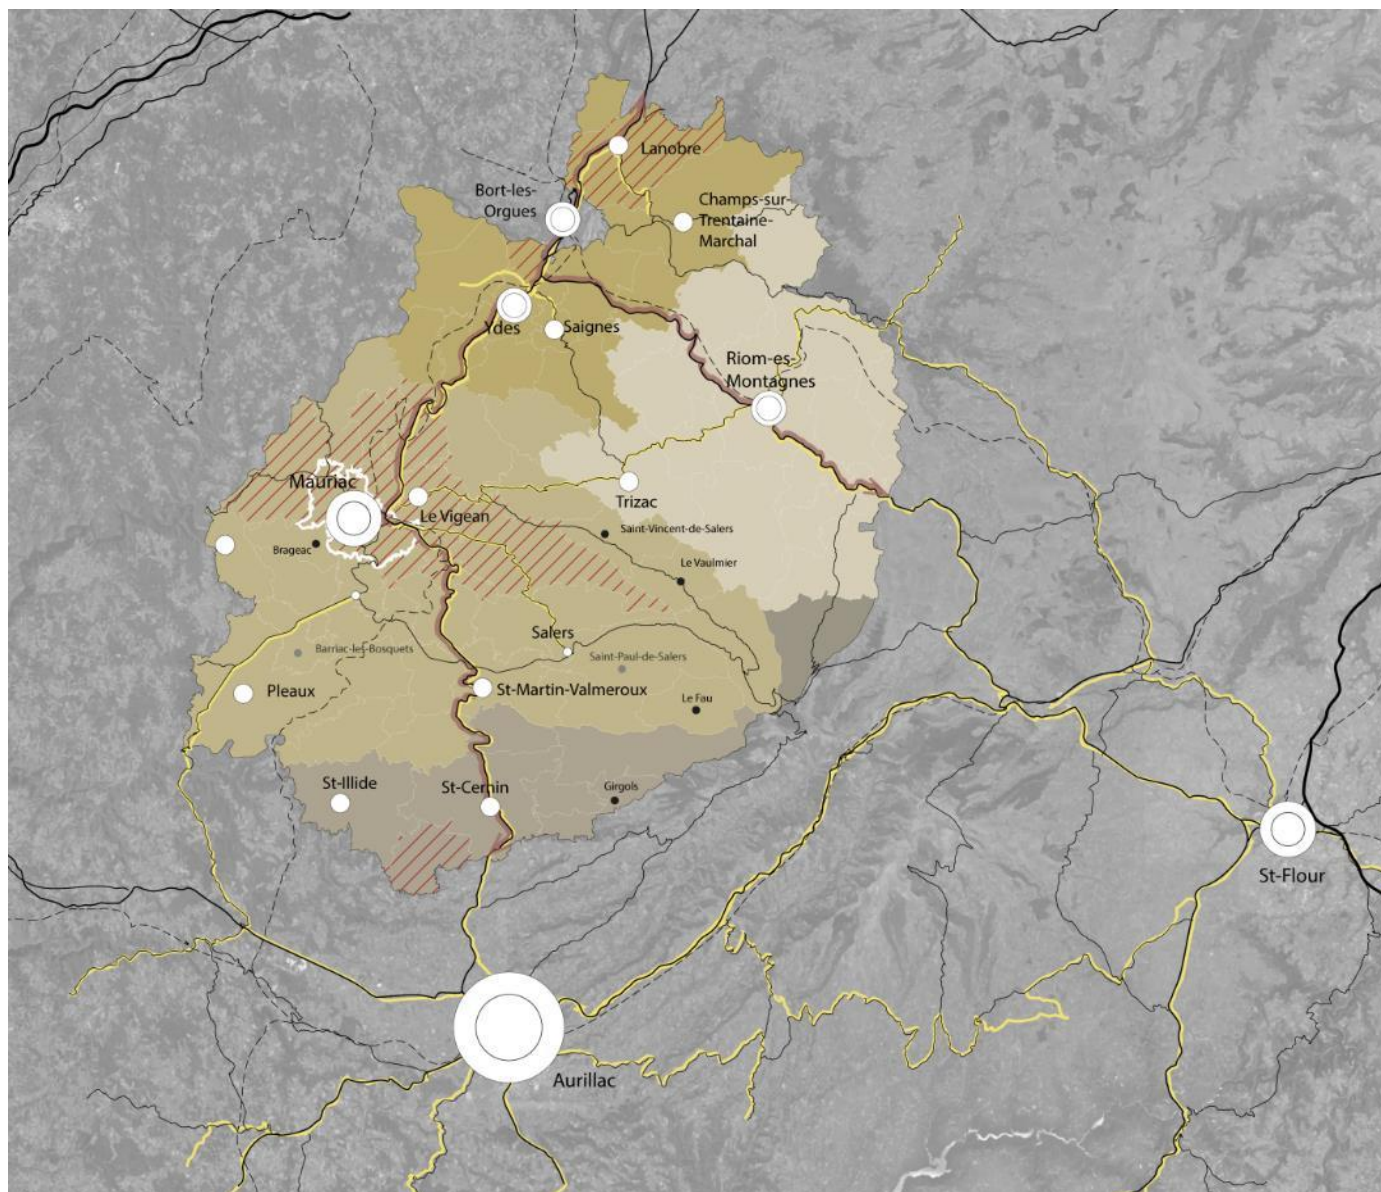 Lanobre
Bort-les-
Orgues
Champs-sur-
Trentaine-
Marchal
Ydes
Saignes
Riom-es-
Montagnes
Mauriac
Trizac
Le Vigean
Saint-Vincent-de-Salers
Brageac
Le Vaulmier
Salers
Barriac-les-Bosquets
Saint-Paul-de-Salers
Pleaux
St-Martin-Valmeroux
Le Fau
St-Illide
St-Cernin
Girgols
St-Flour
Aurillac